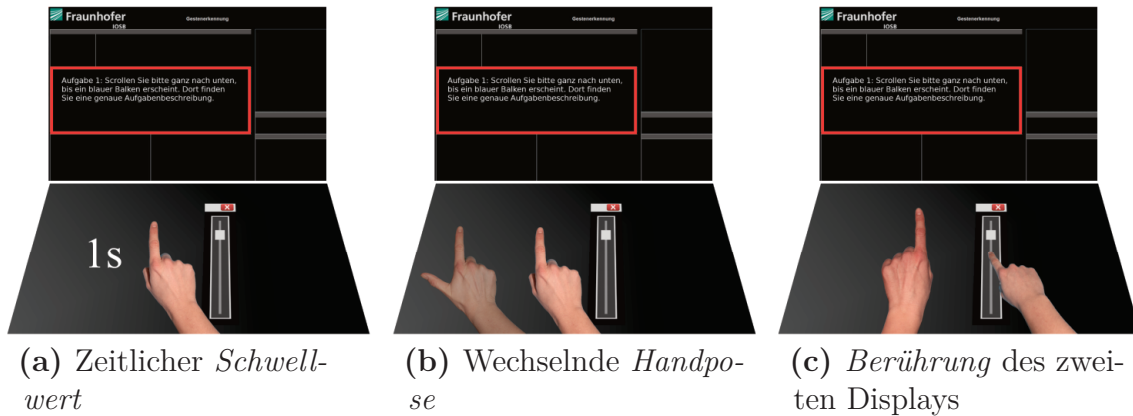 Fraunhofer
IOSB
Gestenerkennung
Aufgabe 1: Scrollen Sie bitte ganz nach unten,
bis ein blauer Balken erscheint. Dort finden
Sie eine genaue Aufgabenbeschreibung.
1s
(a) Zeitlicher Schwell-
wert
Fraunhofer
IOSB
Gestenerkennung
Aufgabe 1: Scrollen Sie bitte ganz nach unten,
bis ein blauer Balken erscheint. Dort finden
Sie eine genaue Aufgabenbeschreibung.
(b) Wechselnde Handpo-
se
Fraunhofer
IOSB
Gestenerkennung
Aufgabe 1: Scrollen Sie bitte ganz nach unten,
bis ein blauer Balken erscheint. Dort finden
Sie eine genaue Aufgabenbeschreibung.
(c) Berührung des zwei-
ten Displays